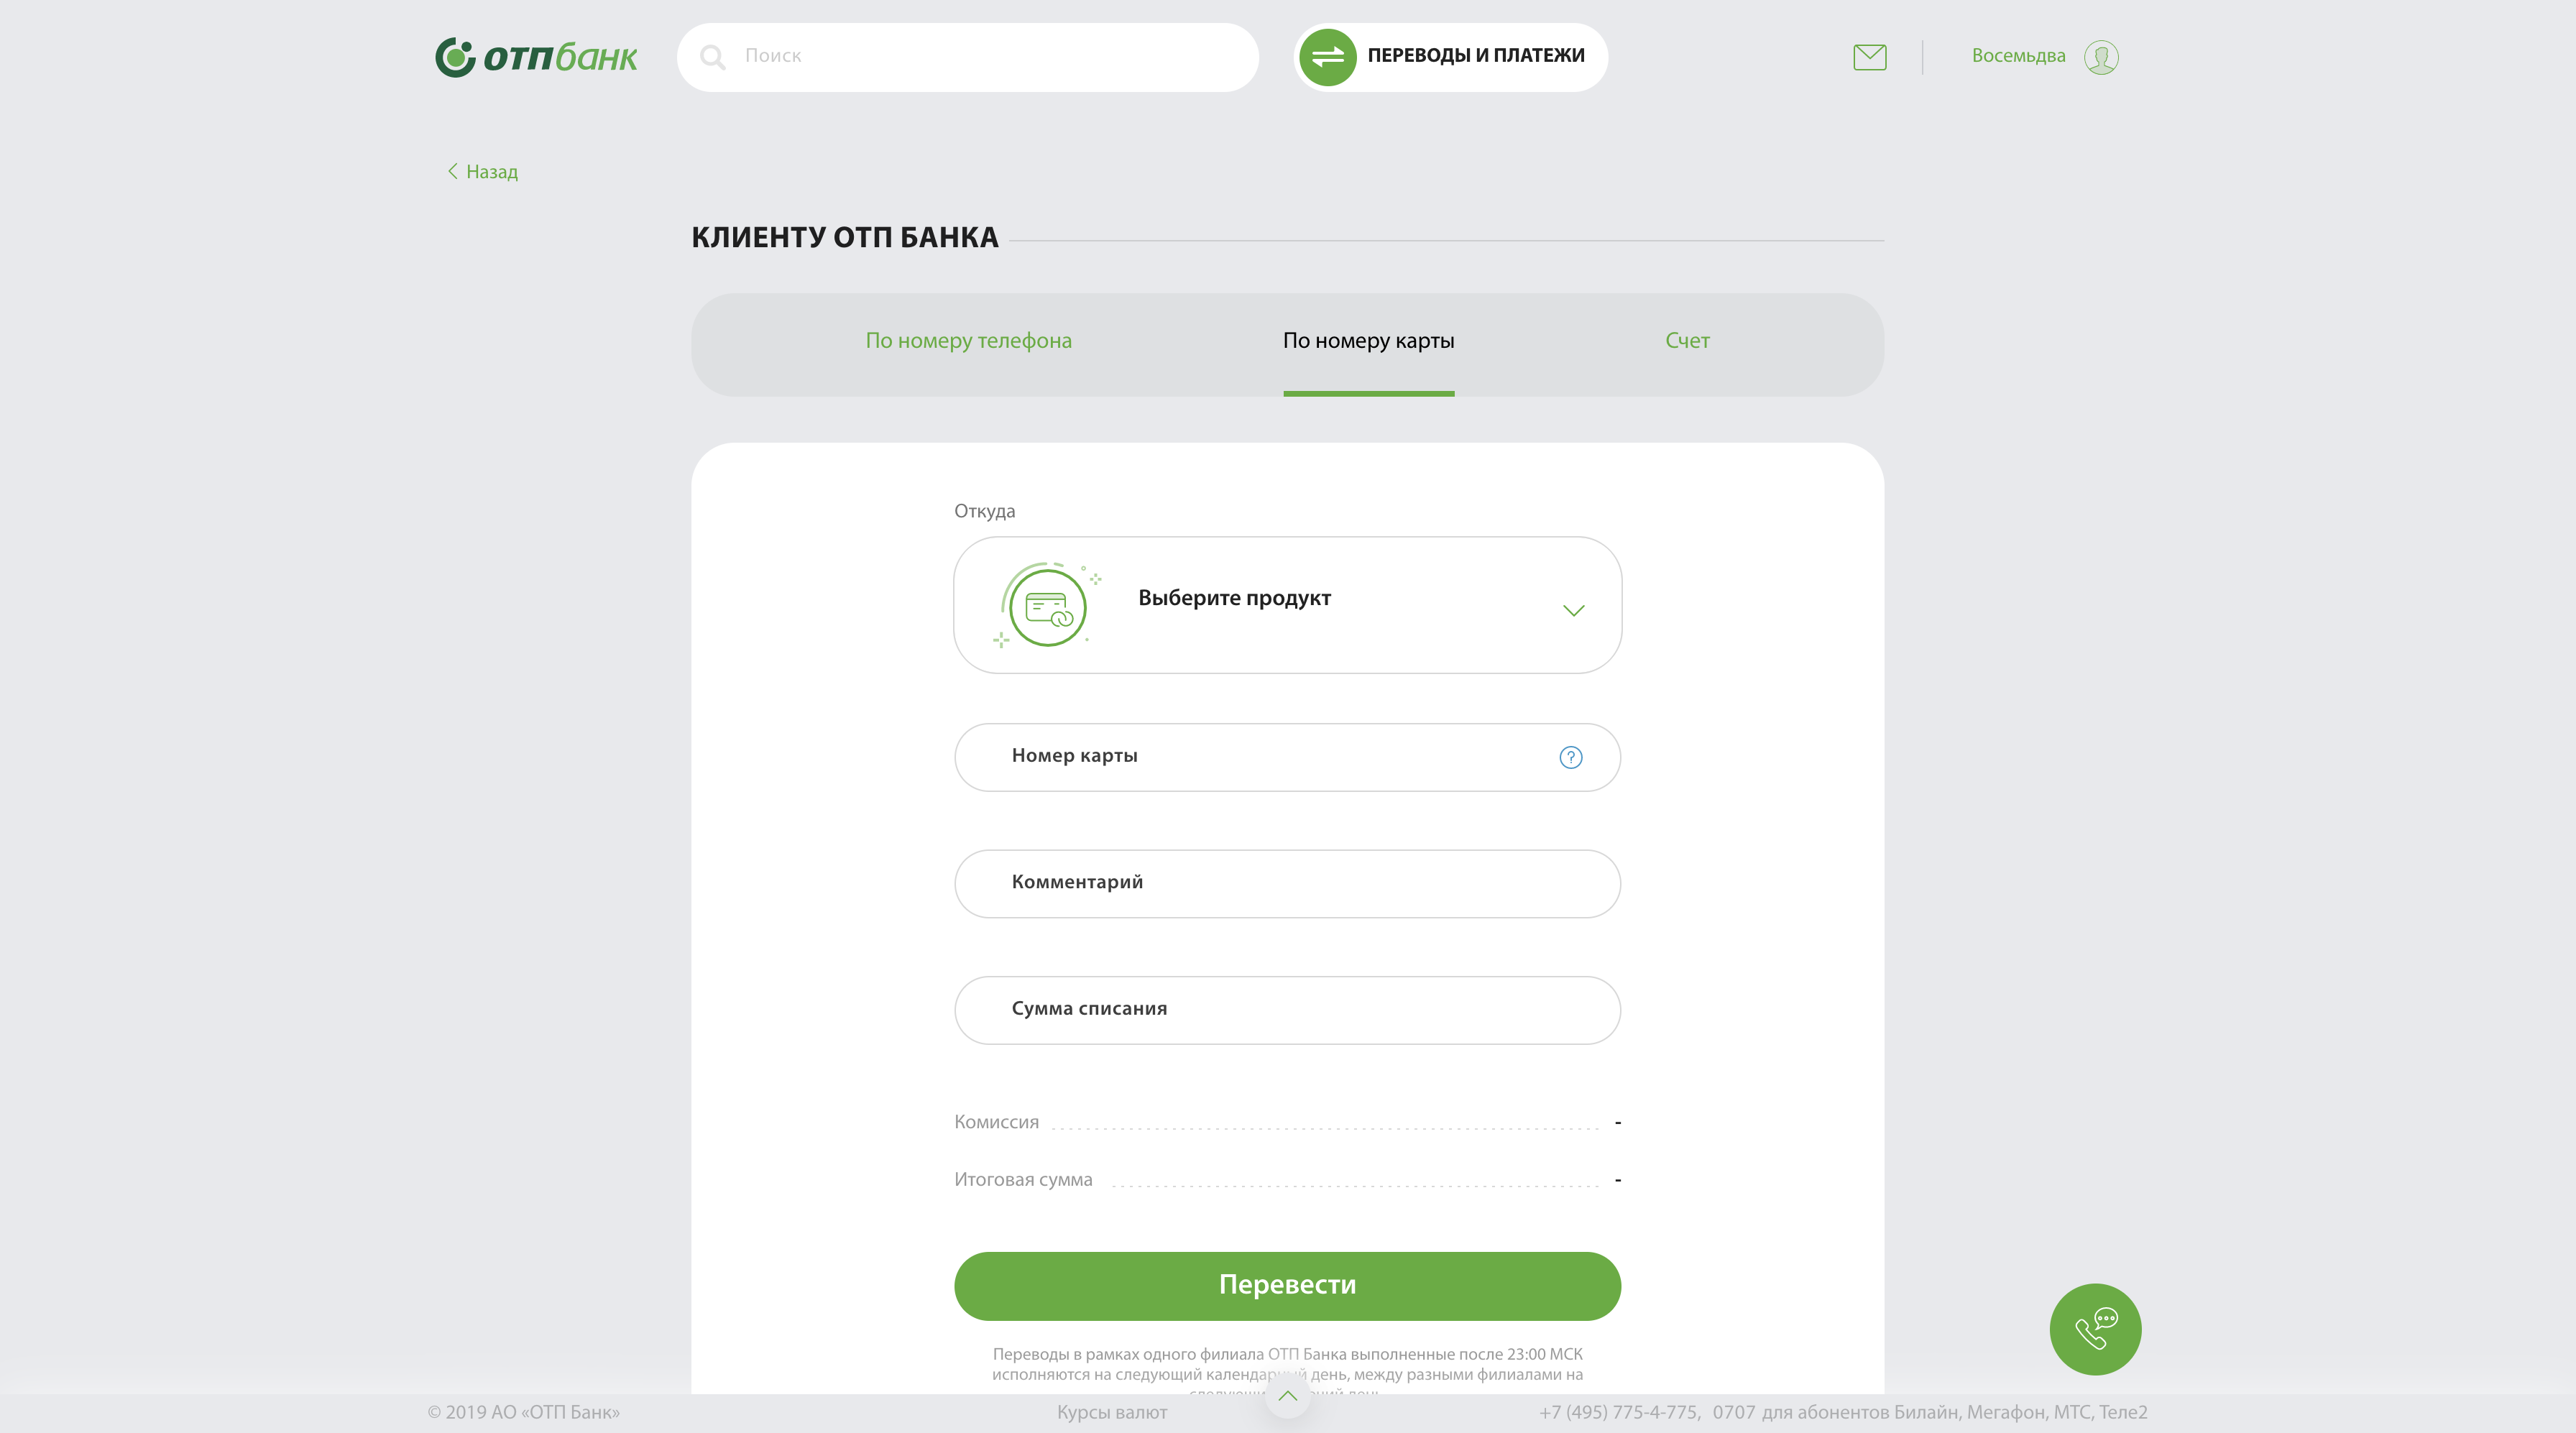 отпбанк
Поиск
ПЕРЕВОДЫ И ПЛАТЕЖИ
Восемьдва
Назад
КЛИЕНТУ ОТП БАНКА
По номеру телефона
По номеру карты
Счет
Откуда
Выберите продукт
Номер карты
?
Комментарий
Сумма списания
Комиссия -
Итоговая сумма -
Перевести
Переводы в рамках одного филиала ОТП Банка выполненные после 23:00 МСК
исполняются на следующий календарный день, между разными филиалами на
© 2019 АО «ОТП Банк»
Курсы валют
+7 (495) 775-4-775, 0707 для абонентов Билайн, Мегафон, МТС, Теле2